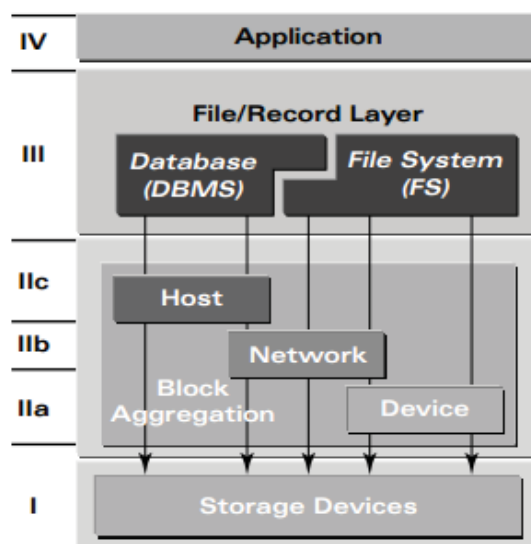 IV
Application
File/Record Layer
III
Database
(DBMS)
File System
(FS)
IIc
Host
IIb
Network
IIa
Block
Aggregation
Device
I
Storage Devices